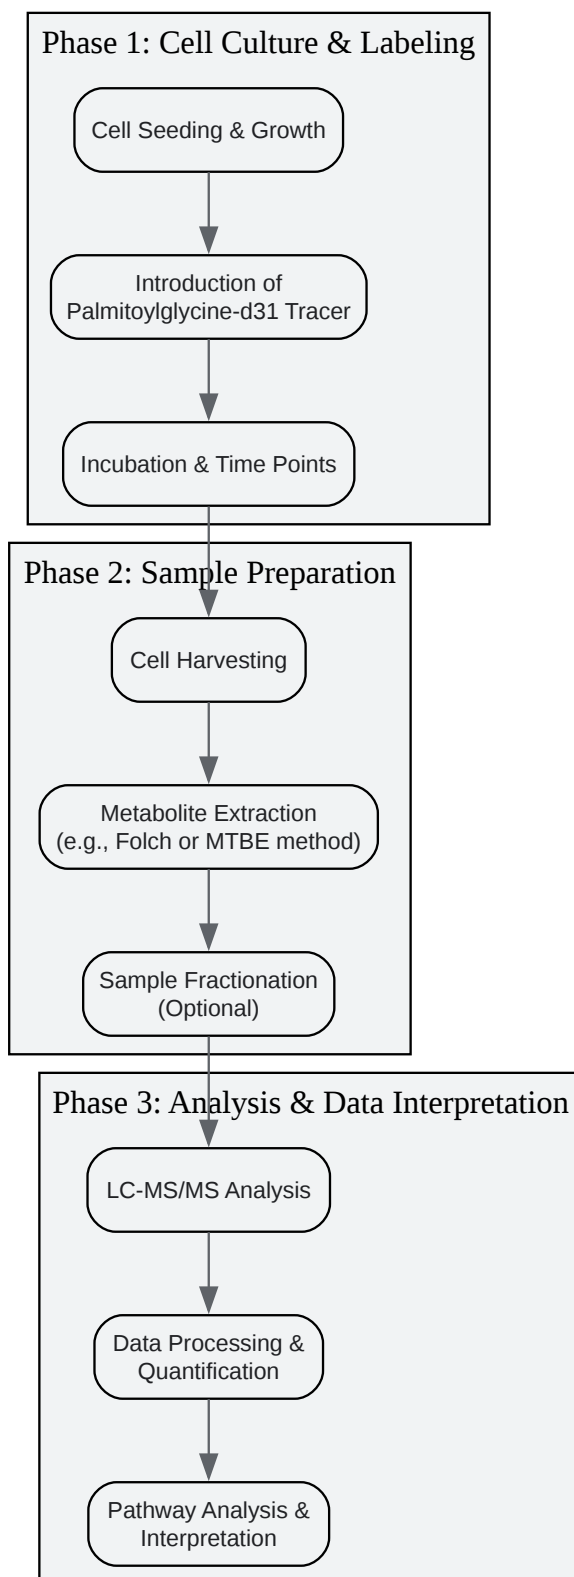 Phase 1: Cell Culture & Labeling
Cell Seeding & Growth
Introduction of
Palmitoylglycine-d31 Tracer
Incubation & Time Points
Phase 2: Sample Preparation
Cell Harvesting
Metabolite Extraction
(e.g., Folch or MTBE method)
Sample Fractionation
(Optional)
Phase 3: Analysis & Data Interpretation
LC-MS/MS Analysis
Data Processing &
Quantification
Pathway Analysis &
Interpretation